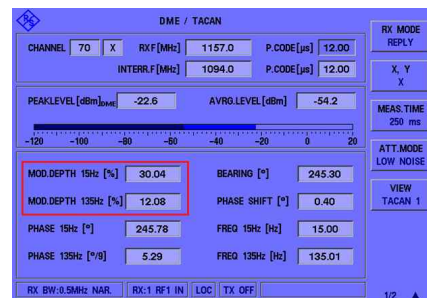 DME / TACAN
CHANNEL 70 X RXF[MHz] 1157.0 P.CODE[µs] 12.00
INTERR.F[MHz] 1094.0 P.CODE[µs] 12.00
PEAKLEVEL[dBm]DME -22.6 AVRG.LEVEL[dBm] -54.2
-120 -100 -80 -60 -40 -20 0 20
MOD.DEPTH 15Hz [%] 30.04 BEARING [°] 245.30
MOD.DEPTH 135Hz [%] 12.08 PHASE SHIFT [°] 0.40
PHASE 15Hz [°] 245.78 FREQ 15Hz [Hz] 15.00
PHASE 135Hz [°/9] 5.29 FREQ 135Hz [Hz] 135.01
RX BW:0.5MHz NAR. RX:1 RF1 IN LOC TX OFF
RX MODE
REPLY
X, Y
X
MEAS.TIME
250 ms
ATT.MODE
LOW NOISE
VIEW
TACAN 1
1/2 ▲